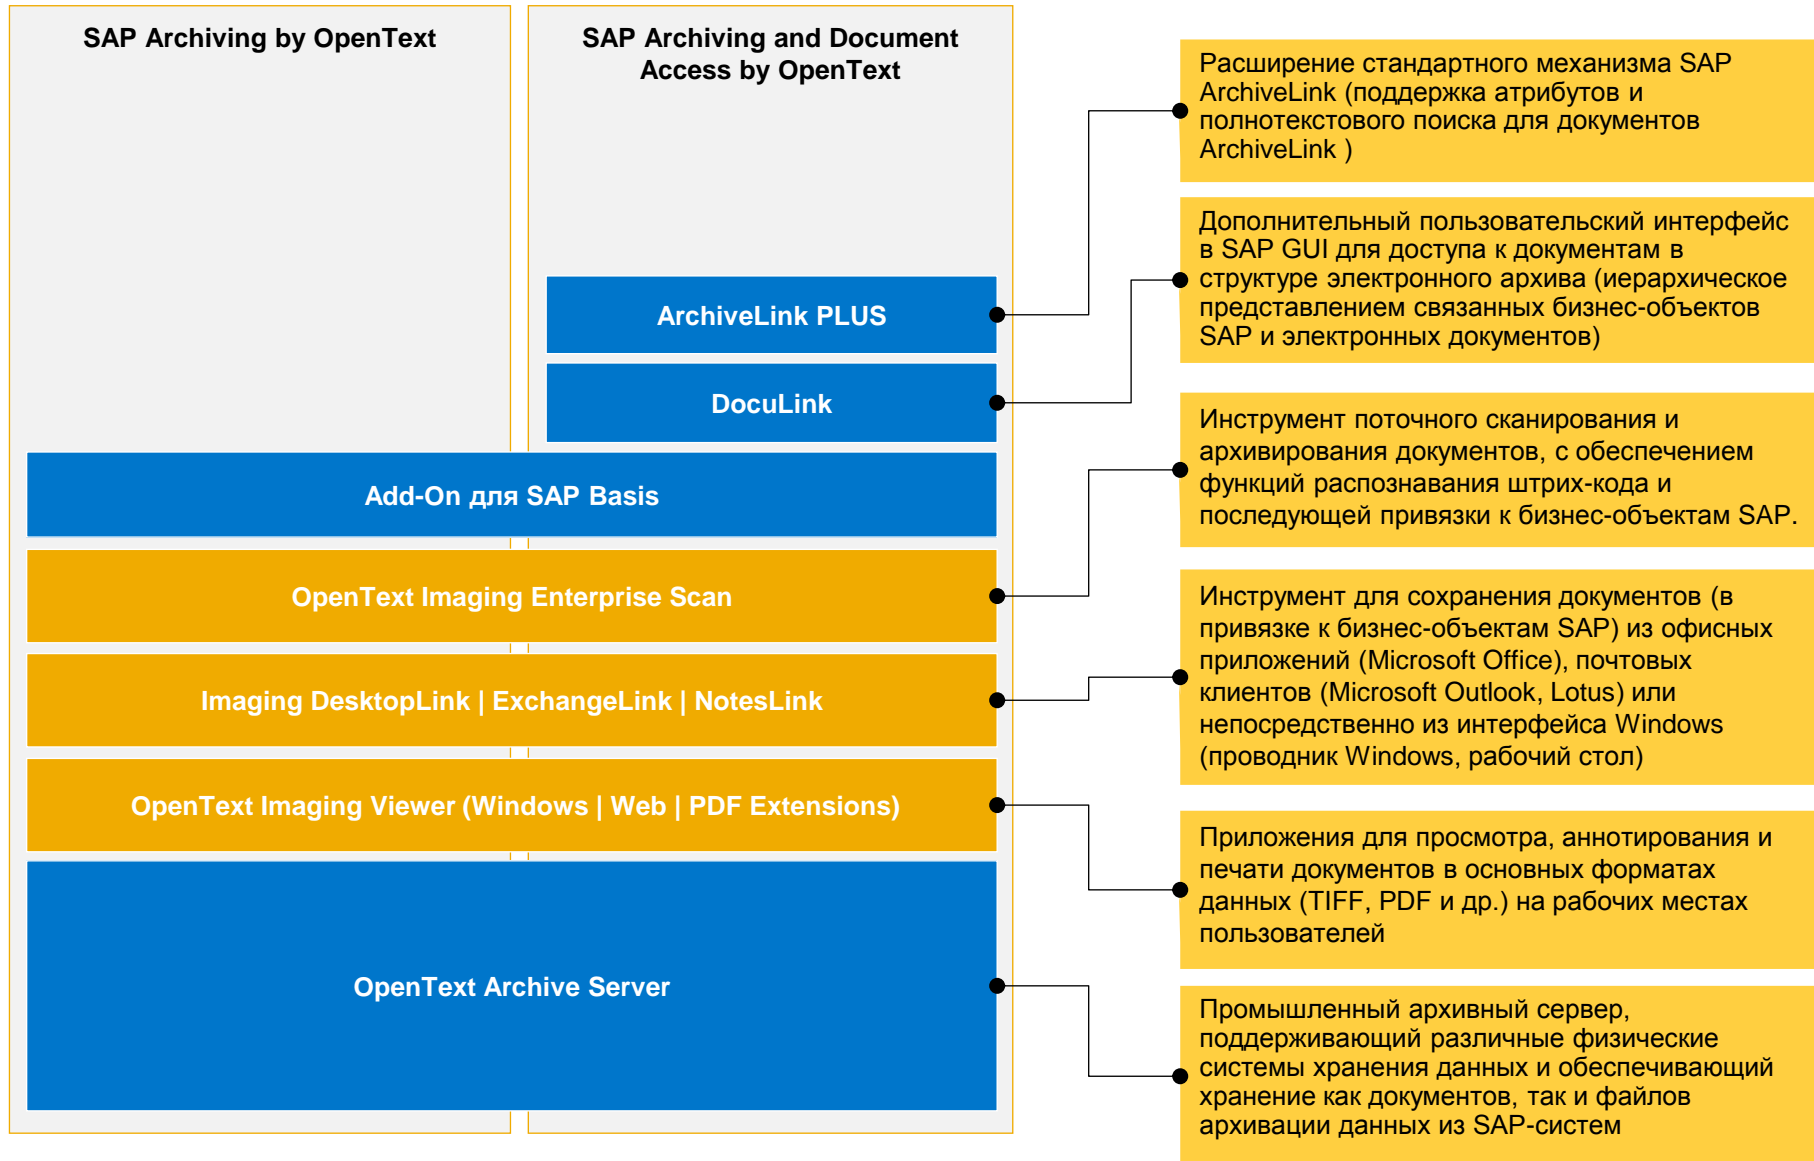 SAP Archiving by OpenText
SAP Archiving and Document
Access by OpenText
ArchiveLink PLUS
DocuLink
Add-On для SAP Basis
OpenText Imaging Enterprise Scan
Imaging DesktopLink | ExchangeLink | NotesLink
OpenText Imaging Viewer (Windows | Web | PDF Extensions)
OpenText Archive Server
Расширение стандартного механизма SAP
ArchiveLink (поддержка атрибутов и
полнотекстового поиска для документов
ArchiveLink )
Дополнительный пользовательский интерфейс
в SAP GUI для доступа к документам в
структуре электронного архива (иерархическое
представлением связанных бизнес-объектов
SAP и электронных документов)
Инструмент поточного сканирования и
архивирования документов, с обеспечением
функций распознавания штрих-кода и
последующей привязки к бизнес-объектам SAP.
Инструмент для сохранения документов (в
привязке к бизнес-объектам SAP) из офисных
приложений (Microsoft Office), почтовых
клиентов (Microsoft Outlook, Lotus) или
непосредственно из интерфейса Windows
(проводник Windows, рабочий стол)
Приложения для просмотра, аннотирования и
печати документов в основных форматах
данных (TIFF, PDF и др.) на рабочих местах
пользователей
Промышленный архивный сервер,
поддерживающий различные физические
системы хранения данных и обеспечивающий
хранение как документов, так и файлов
архивации данных из SAP-систем